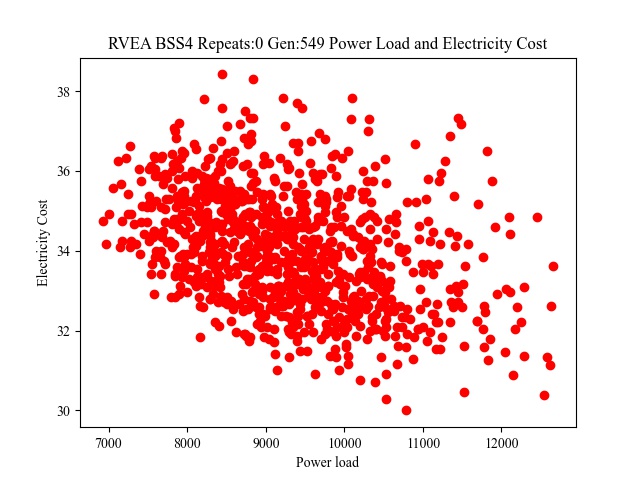 RVEA BSS4 Repeats:0 Gen:549 Power Load and Electricity Cost
38
36
34
32
30
Electricity Cost
7000 8000 9000 10000 11000 12000
Power load